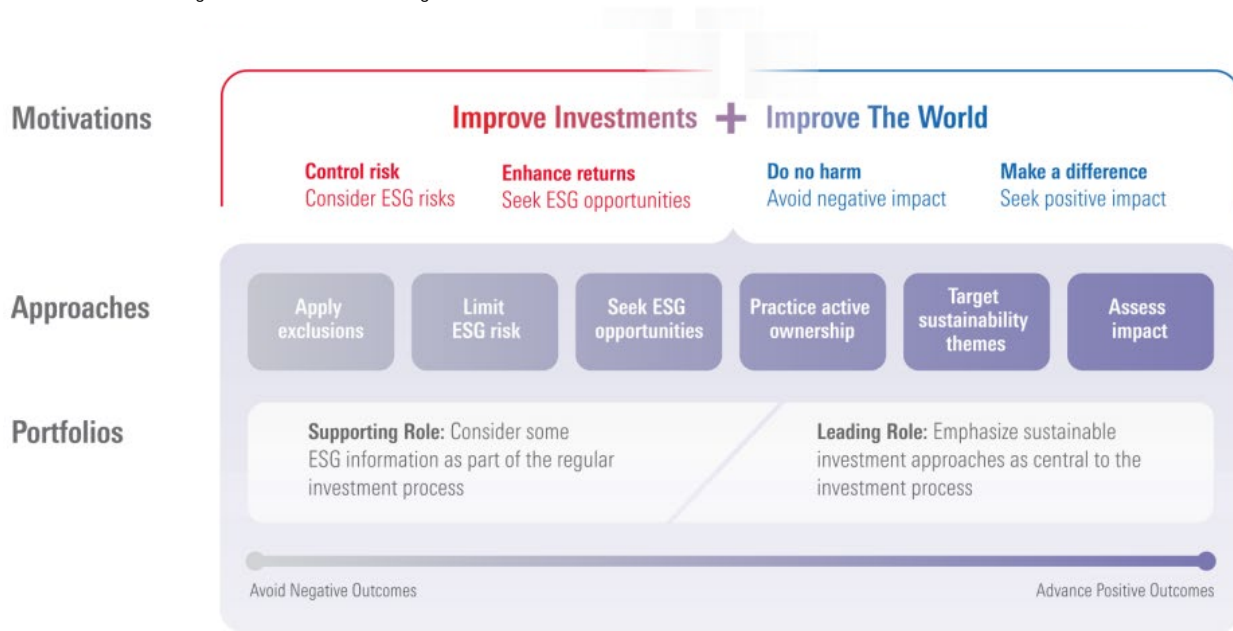 Motivations
Improve Investments + Improve The World
Control risk
Consider ESG risks
Enhance returns
Seek ESG opportunities
Do no harm
Avoid negative impact
Make a difference
Seek positive impact
Approaches
Apply
exclusions
Limit
ESG risk
Seek ESG
opportunities
Practice active
ownership
Target
sustainability
themes
Assess
impact
Portfolios
Supporting Role: Consider some
ESG information as part of the regular
investment process
Leading Role: Emphasize sustainable
investment approaches as central to the
investment process
Avoid Negative Outcomes
Advance Positive Outcomes